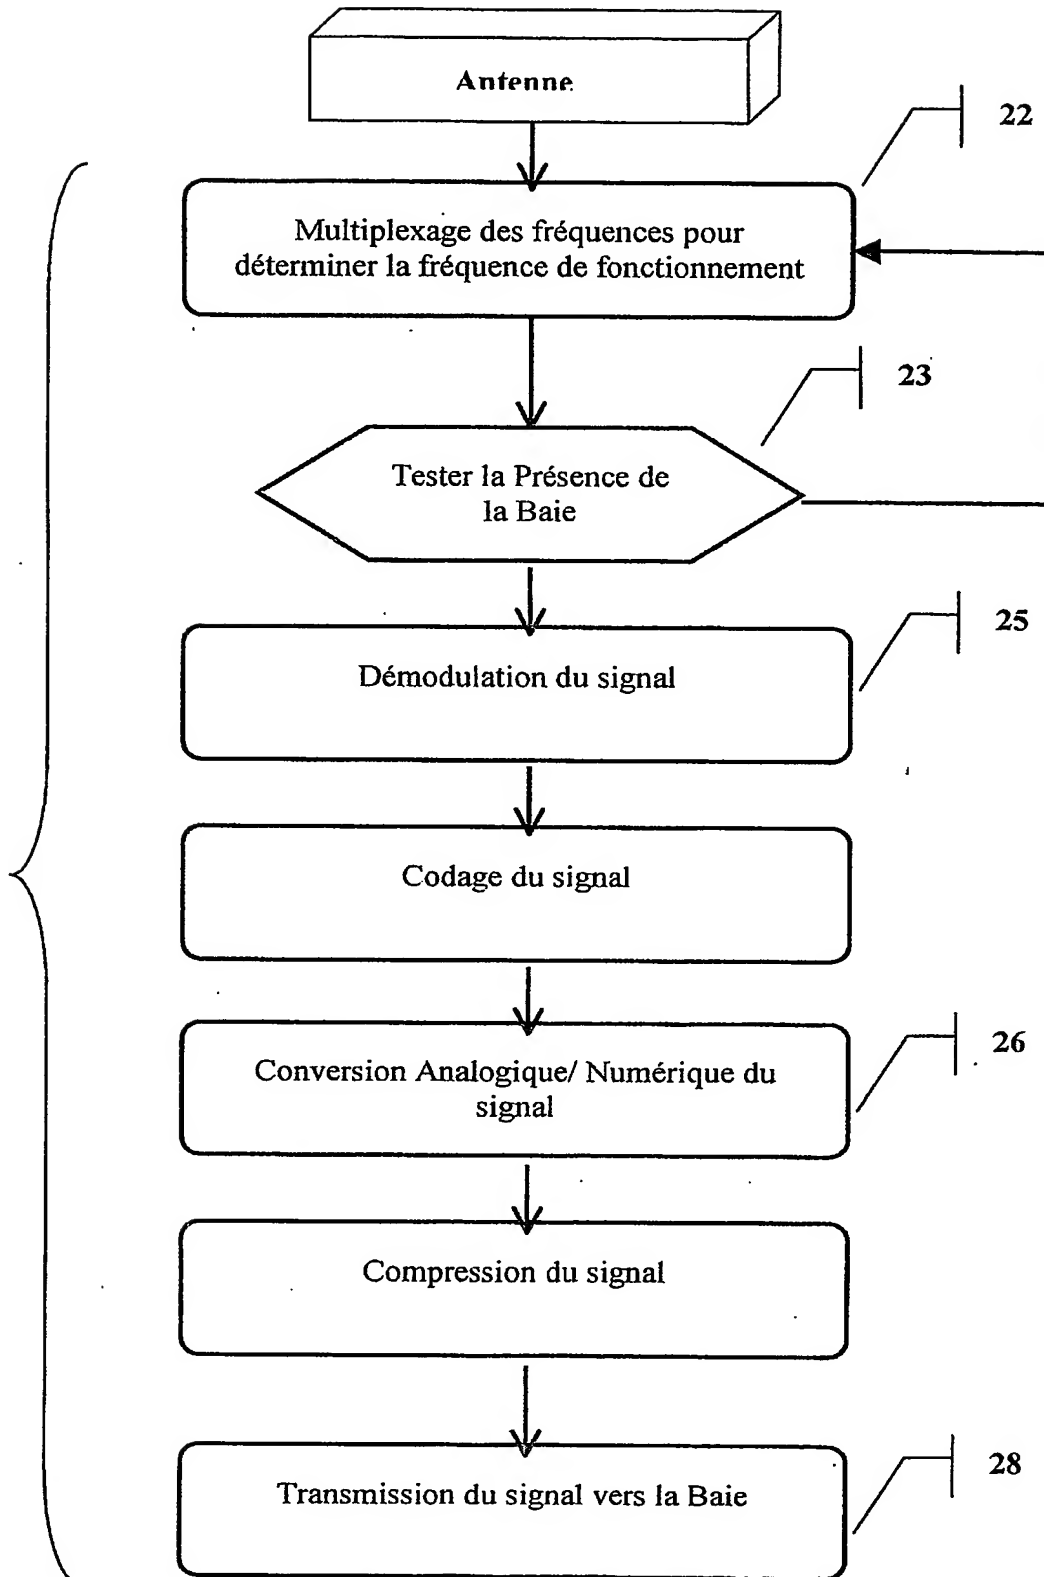 Antenne
22
Multiplexage des fréquences pour
déterminer la fréquence de fonctionnement
23
Tester la Présence de
la Baie
25
Démodulation du signal
Codage du signal
26
Conversion Analogique/ Numérique du
signal
Compression du signal
28
Transmission du signal vers la Baie